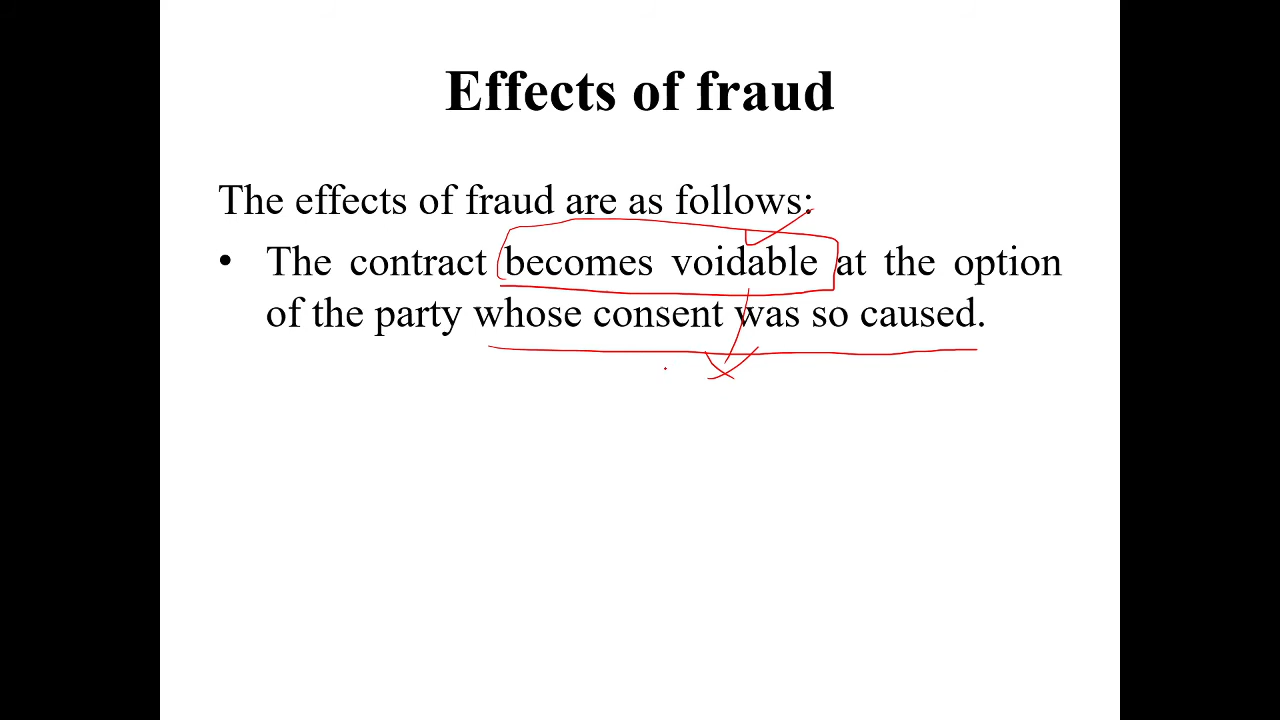 Effects of fraud
The effects of fraud are as follows:
• The contract becomes voidable at the option
of the party whose consent was so caused.